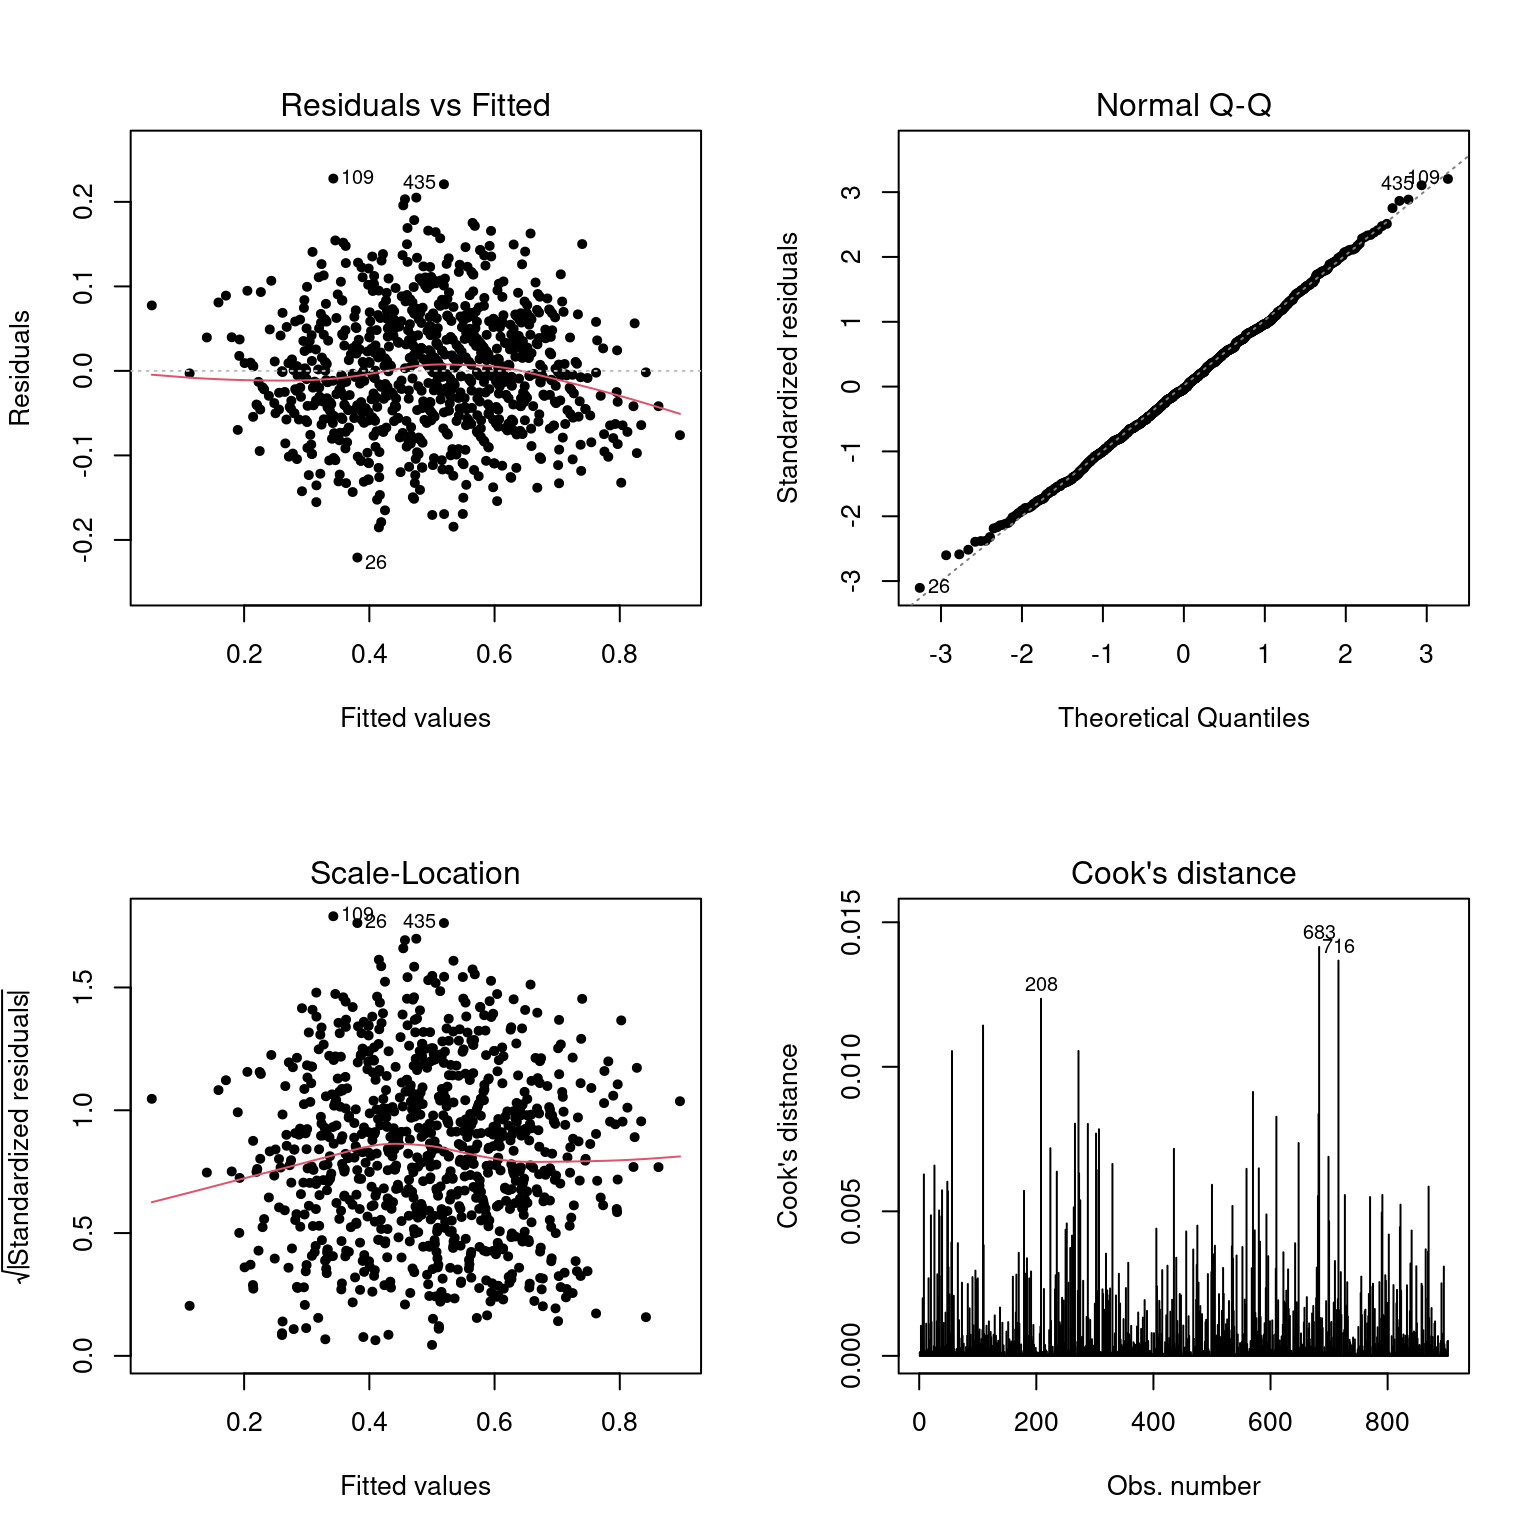 Residuals vs Fitted
Residuals
0.2
0.1
0.0
-0.1
-0.2
109
435
26
0.2 0.4 0.6 0.8
Fitted values
Normal Q-Q
Standardized residuals
3
2
1
0
-1
-2
-3
435
109
26
-3 -2 -1 0 1 2 3
Theoretical Quantiles
Scale-Location
√|Standardized residuals|
1.5
1.0
0.5
0.0
109
26
435
0.2 0.4 0.6 0.8
Fitted values
Cook's distance
Cook's distance
0.015
0.010
0.005
0.000
683
716
208
0 200 400 600 800
Obs. number